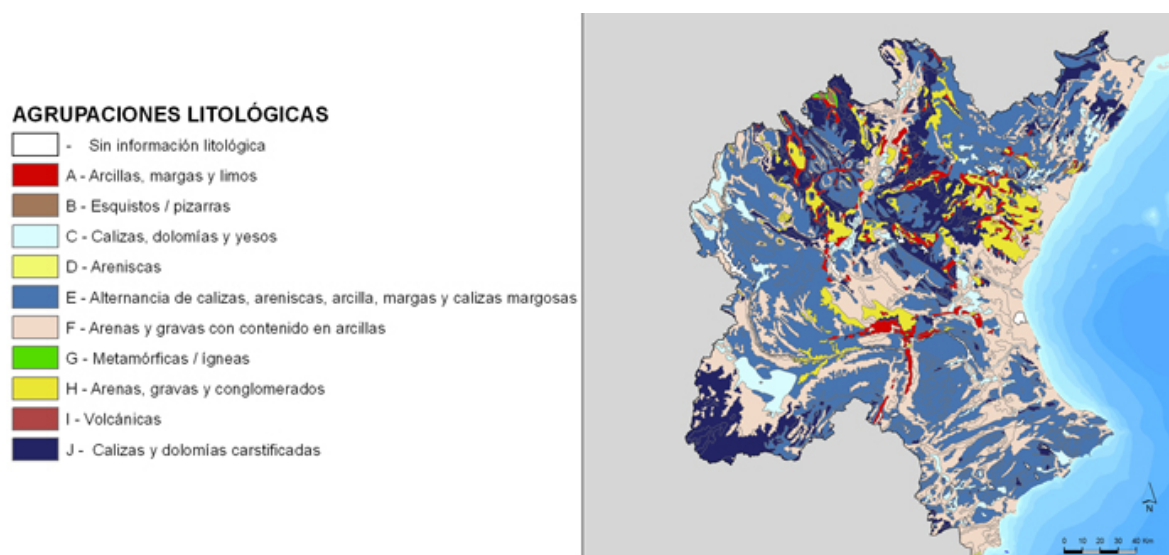 AGRUPACIONES LITOLÓGICAS
- Sin información litológica
A - Arcillas, margas y limos
B - Esquistos / pizarras
C - Calizas, dolomías y yesos
D - Areniscas
E - Alternancia de calizas, areniscas, arcilla, margas y calizas margosas
F - Arenas y gravas con contenido en arcillas
G - Metamórficas / ígneas
H - Arenas, gravas y conglomerados
I - Volcánicas
J - Calizas y dolomías carstificadas
N
0 10 20 30 40 Km